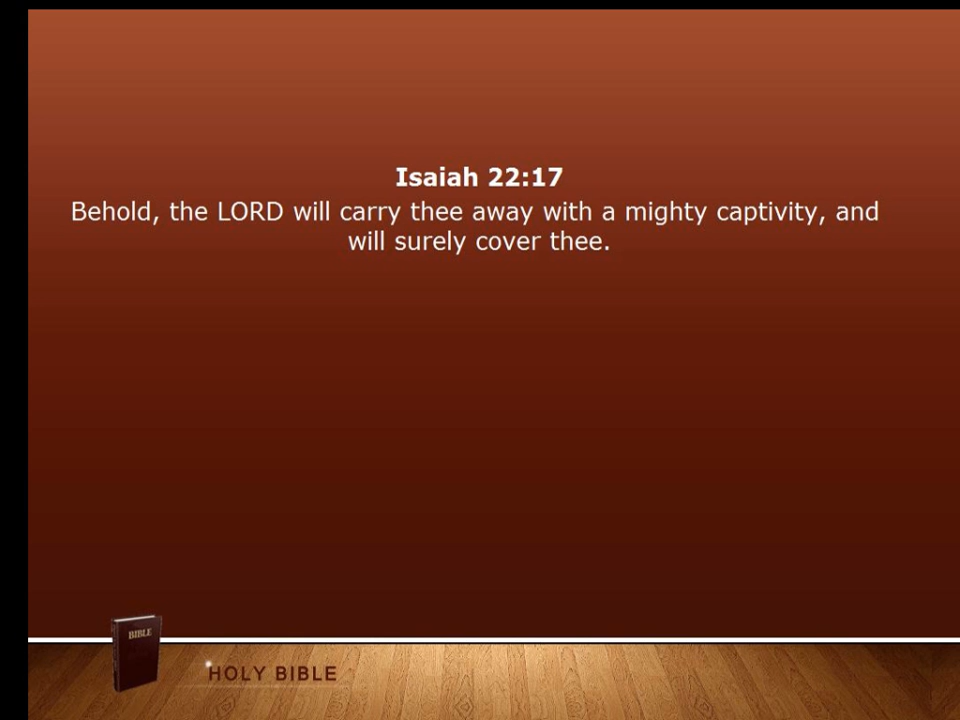 Isaiah 22:17
Behold, the LORD will carry thee away with a mighty captivity, and
will surely cover thee.
BIBLE
HOLY BIBLE